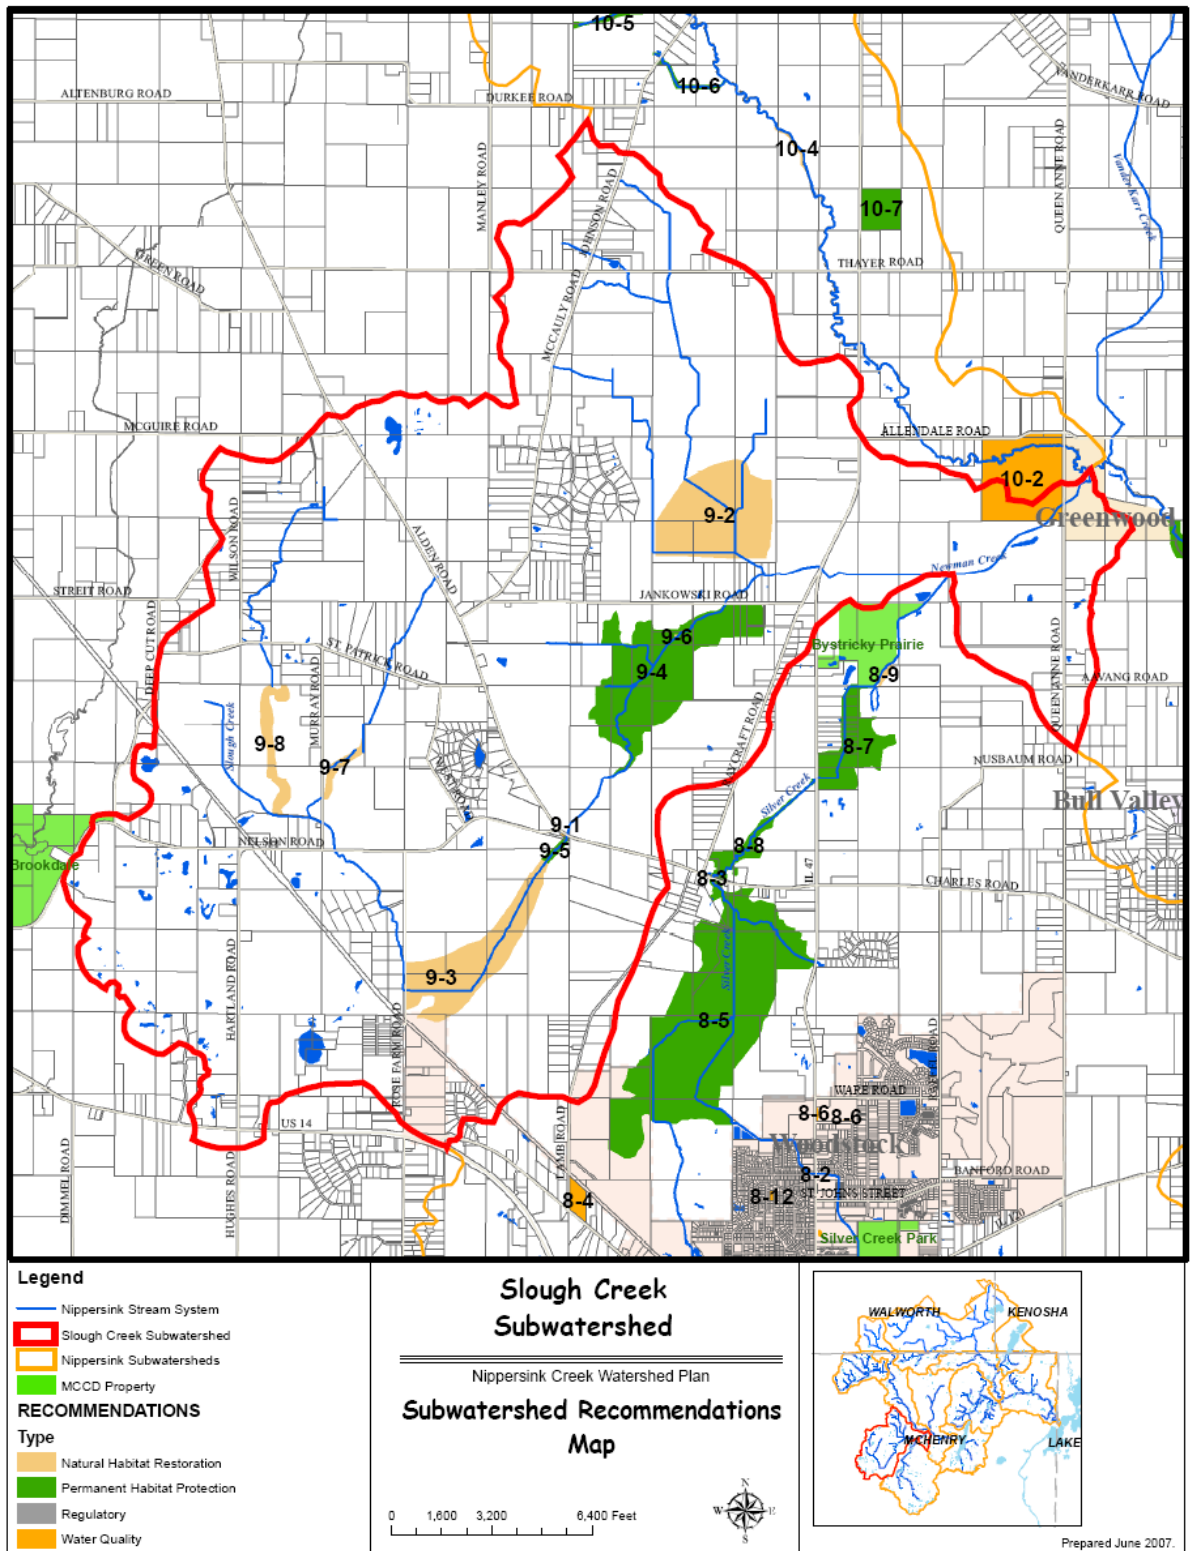 10-5
10-6
ALTENBURG ROAD
DURKEE ROAD
VANDERKARR ROAD
10-4
MANLEY ROAD
QUEEN ANNE ROAD
Vander Karr Creek
10-7
JOHNSON ROAD
GREEN ROAD
THAYER ROAD
MCCAULY ROAD
MCGUIRE ROAD
ALLENDALE ROAD
10-2
9-2
Greenwood
WILSON ROAD
ALDEN ROAD
Newman Creek
STREIT ROAD
JANKOWSKI ROAD
DEEP CUT ROAD
9-6
ST. PATRICK ROAD
Bystricky Prairie
9-4
8-9
MURRAY ROAD
QUEEN ANNE ROAD
AAVANG ROAD
Slough Creek
9-8
8-7
RAYCRAFT ROAD
9-7
NUSBAUM ROAD
Silver Creek
Bull Valley
9-1
NELSON ROAD
9-5
8-8
Brookdale
8-3
IL 47
CHARLES ROAD
HARTLAND ROAD
Silver Creek
9-3
8-5
ROSE FARM ROAD
WARE ROAD
8-6
8-6
US 14
LAMB ROAD
Woodstock
DIMMEL ROAD
HUGHES ROAD
8-2
BANFORD ROAD
8-4
8-12
ST. JOHNS STREET
IL 120
Silver Creek Park
Legend
Nippersink Stream System
Slough Creek Subwatershed
Nippersink Subwatersheds
MCCD Property
RECOMMENDATIONS
Type
Natural Habitat Restoration
Permanent Habitat Protection
Regulatory
Water Quality
Slough Creek
Subwatershed
Nippersink Creek Watershed Plan
Subwatershed Recommendations
Map
0 1,600 3,200 6,400 Feet
N
W E
S
WALWORTH
KENOSHA
MCHENRY
LAKE
Prepared June 2007.